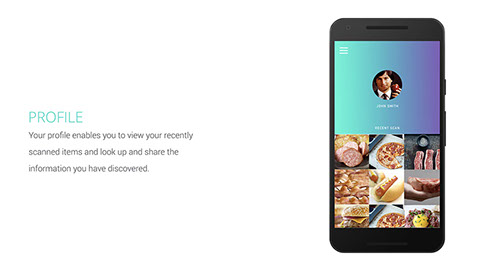 PROFILE
Your profile enables you to view your recently
scanned items and look up and share the
information you have discovered.
JOHN SMITH
RECENT SCAN